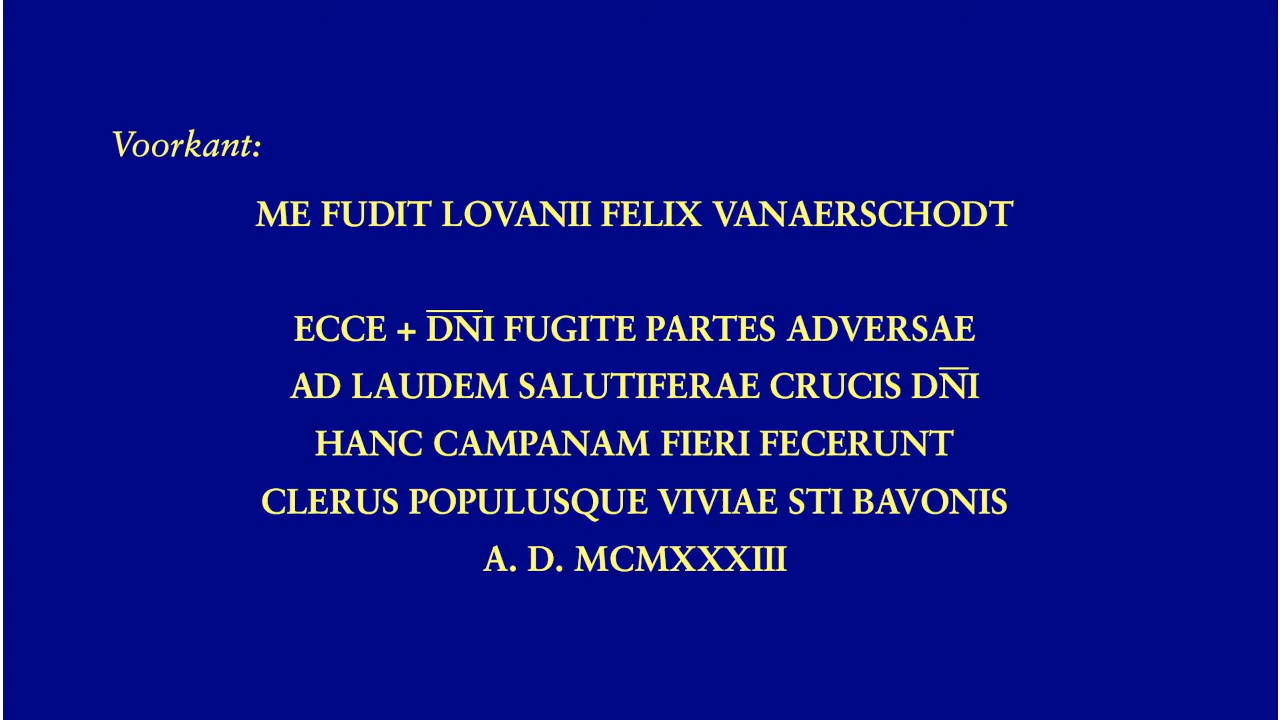 Voorkant:
ME FUDIT LOVANII FELIX VANAERSCHODT
ECCE + D̅N̅I FUGITE PARTES ADVERSAE
AD LAUDEM SALUTIFERAE CRUCIS DN̅I
HANC CAMPANAM FIERI FECERUNT
CLERUS POPULUSQUE VIVIAE STI BAVONIS
A. D. MCMXXXIII